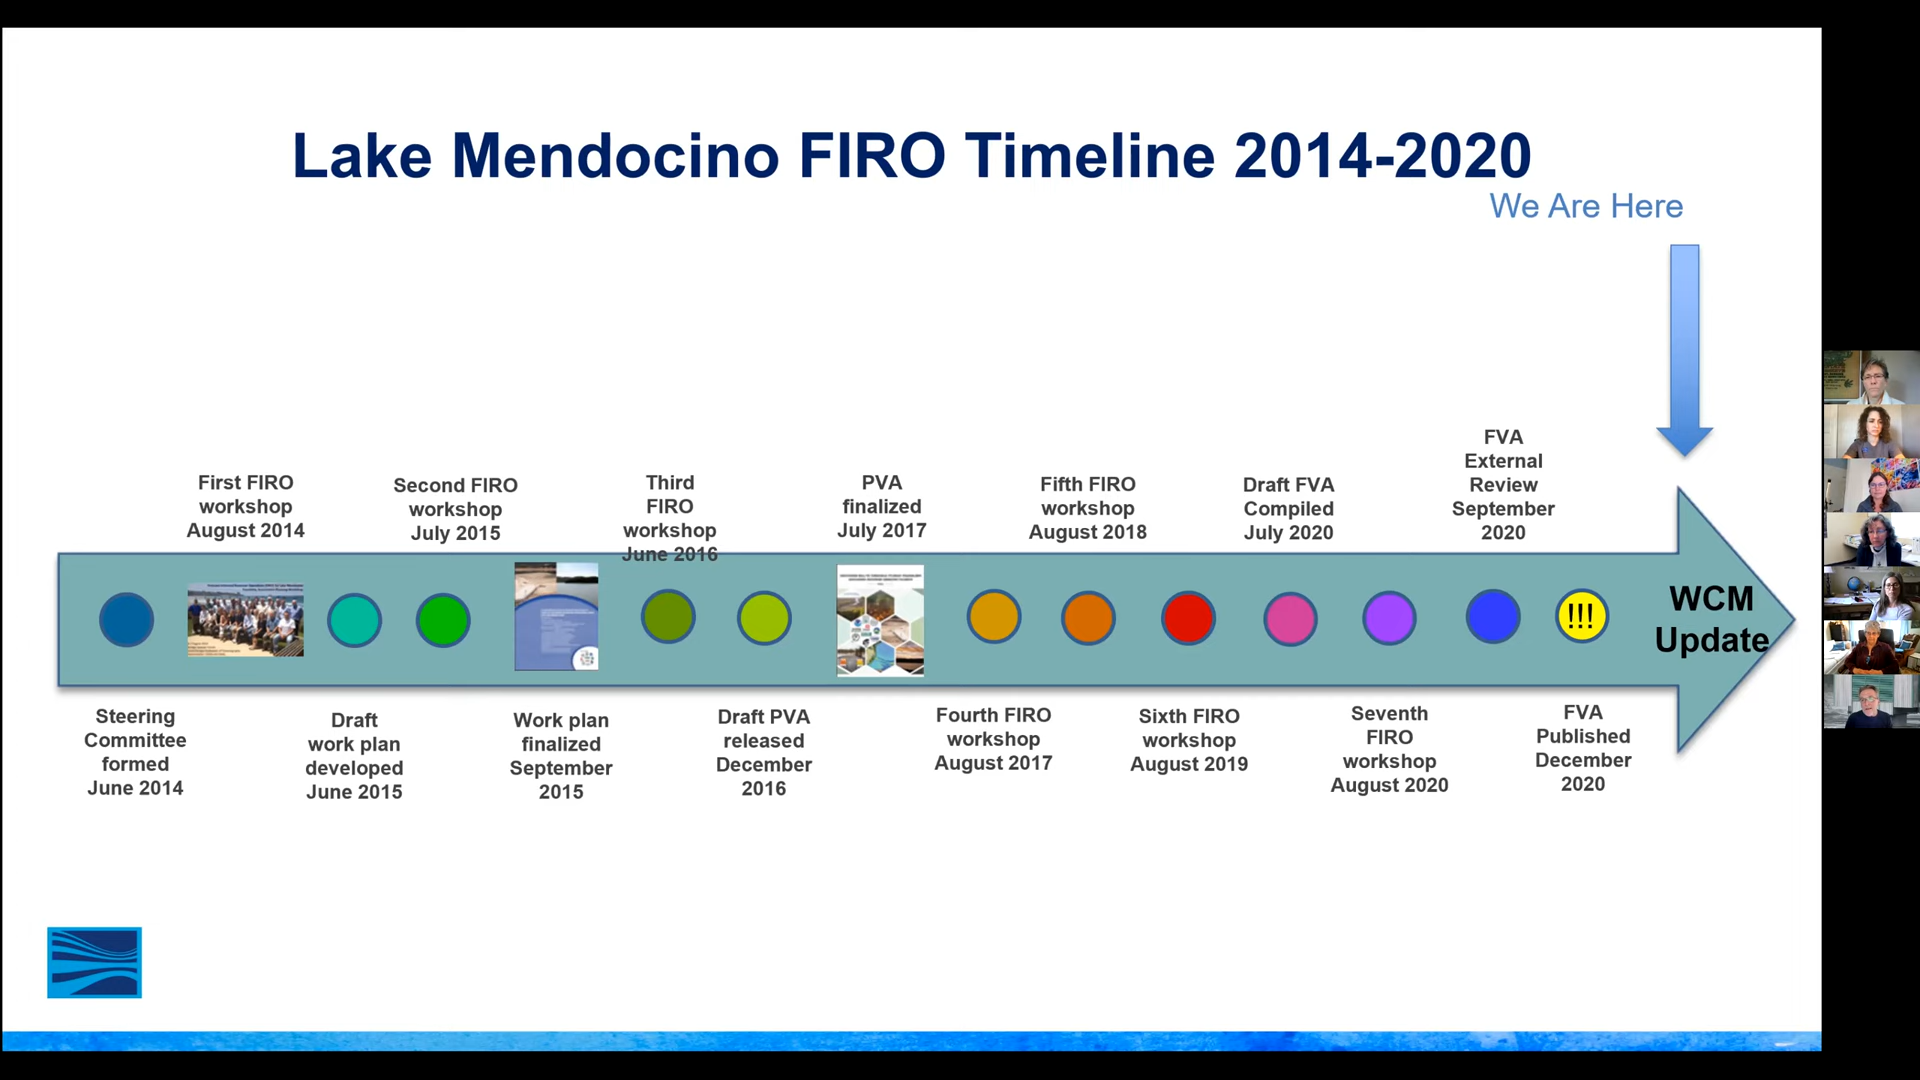 Lake Mendocino FIRO Timeline 2014-2020
We Are Here
First FIRO
workshop
August 2014
Second FIRO
workshop
July 2015
Third
FIRO
workshop
June 2016
PVA
finalized
July 2017
Fifth FIRO
workshop
August 2018
Draft FVA
Compiled
July 2020
FVA
External
Review
September
2020
!!!
WCM
Update
Steering
Committee
formed
June 2014
Draft
work plan
developed
June 2015
Work plan
finalized
September
2015
Draft PVA
released
December
2016
Fourth FIRO
workshop
August 2017
Sixth FIRO
workshop
August 2019
Seventh
FIRO
workshop
August 2020
FVA
Published
December
2020